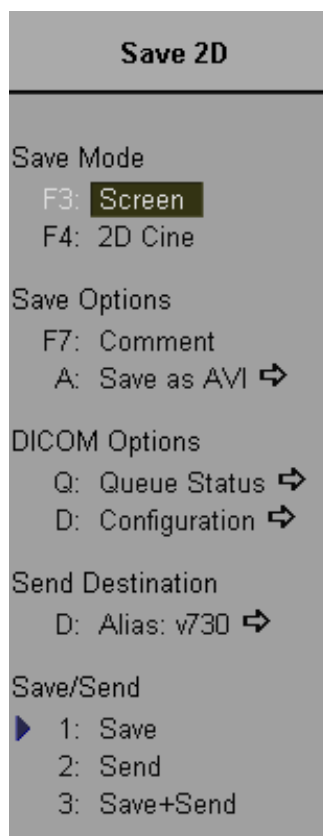 Save 2D
Save Mode
F3: Screen
F4: 2D Cine
Save Options
F7: Comment
A: Save as AVI
DICOM Options
Q: Queue Status
D: Configuration
Send Destination
D: Alias: v730
Save/Send
1: Save
2: Send
3: Save+Send